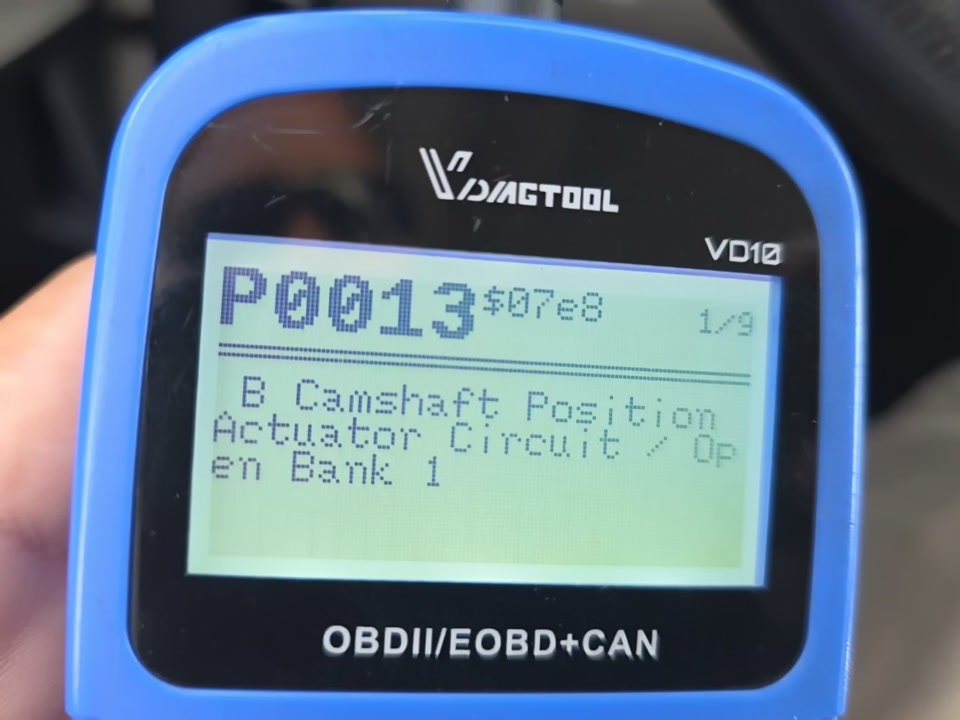 VDIAGTOOL
VD10
P0013 $07e8 1/9
B Camshaft Position
Actuator Circuit / Op
en Bank 1
OBDII/EOBD+CAN